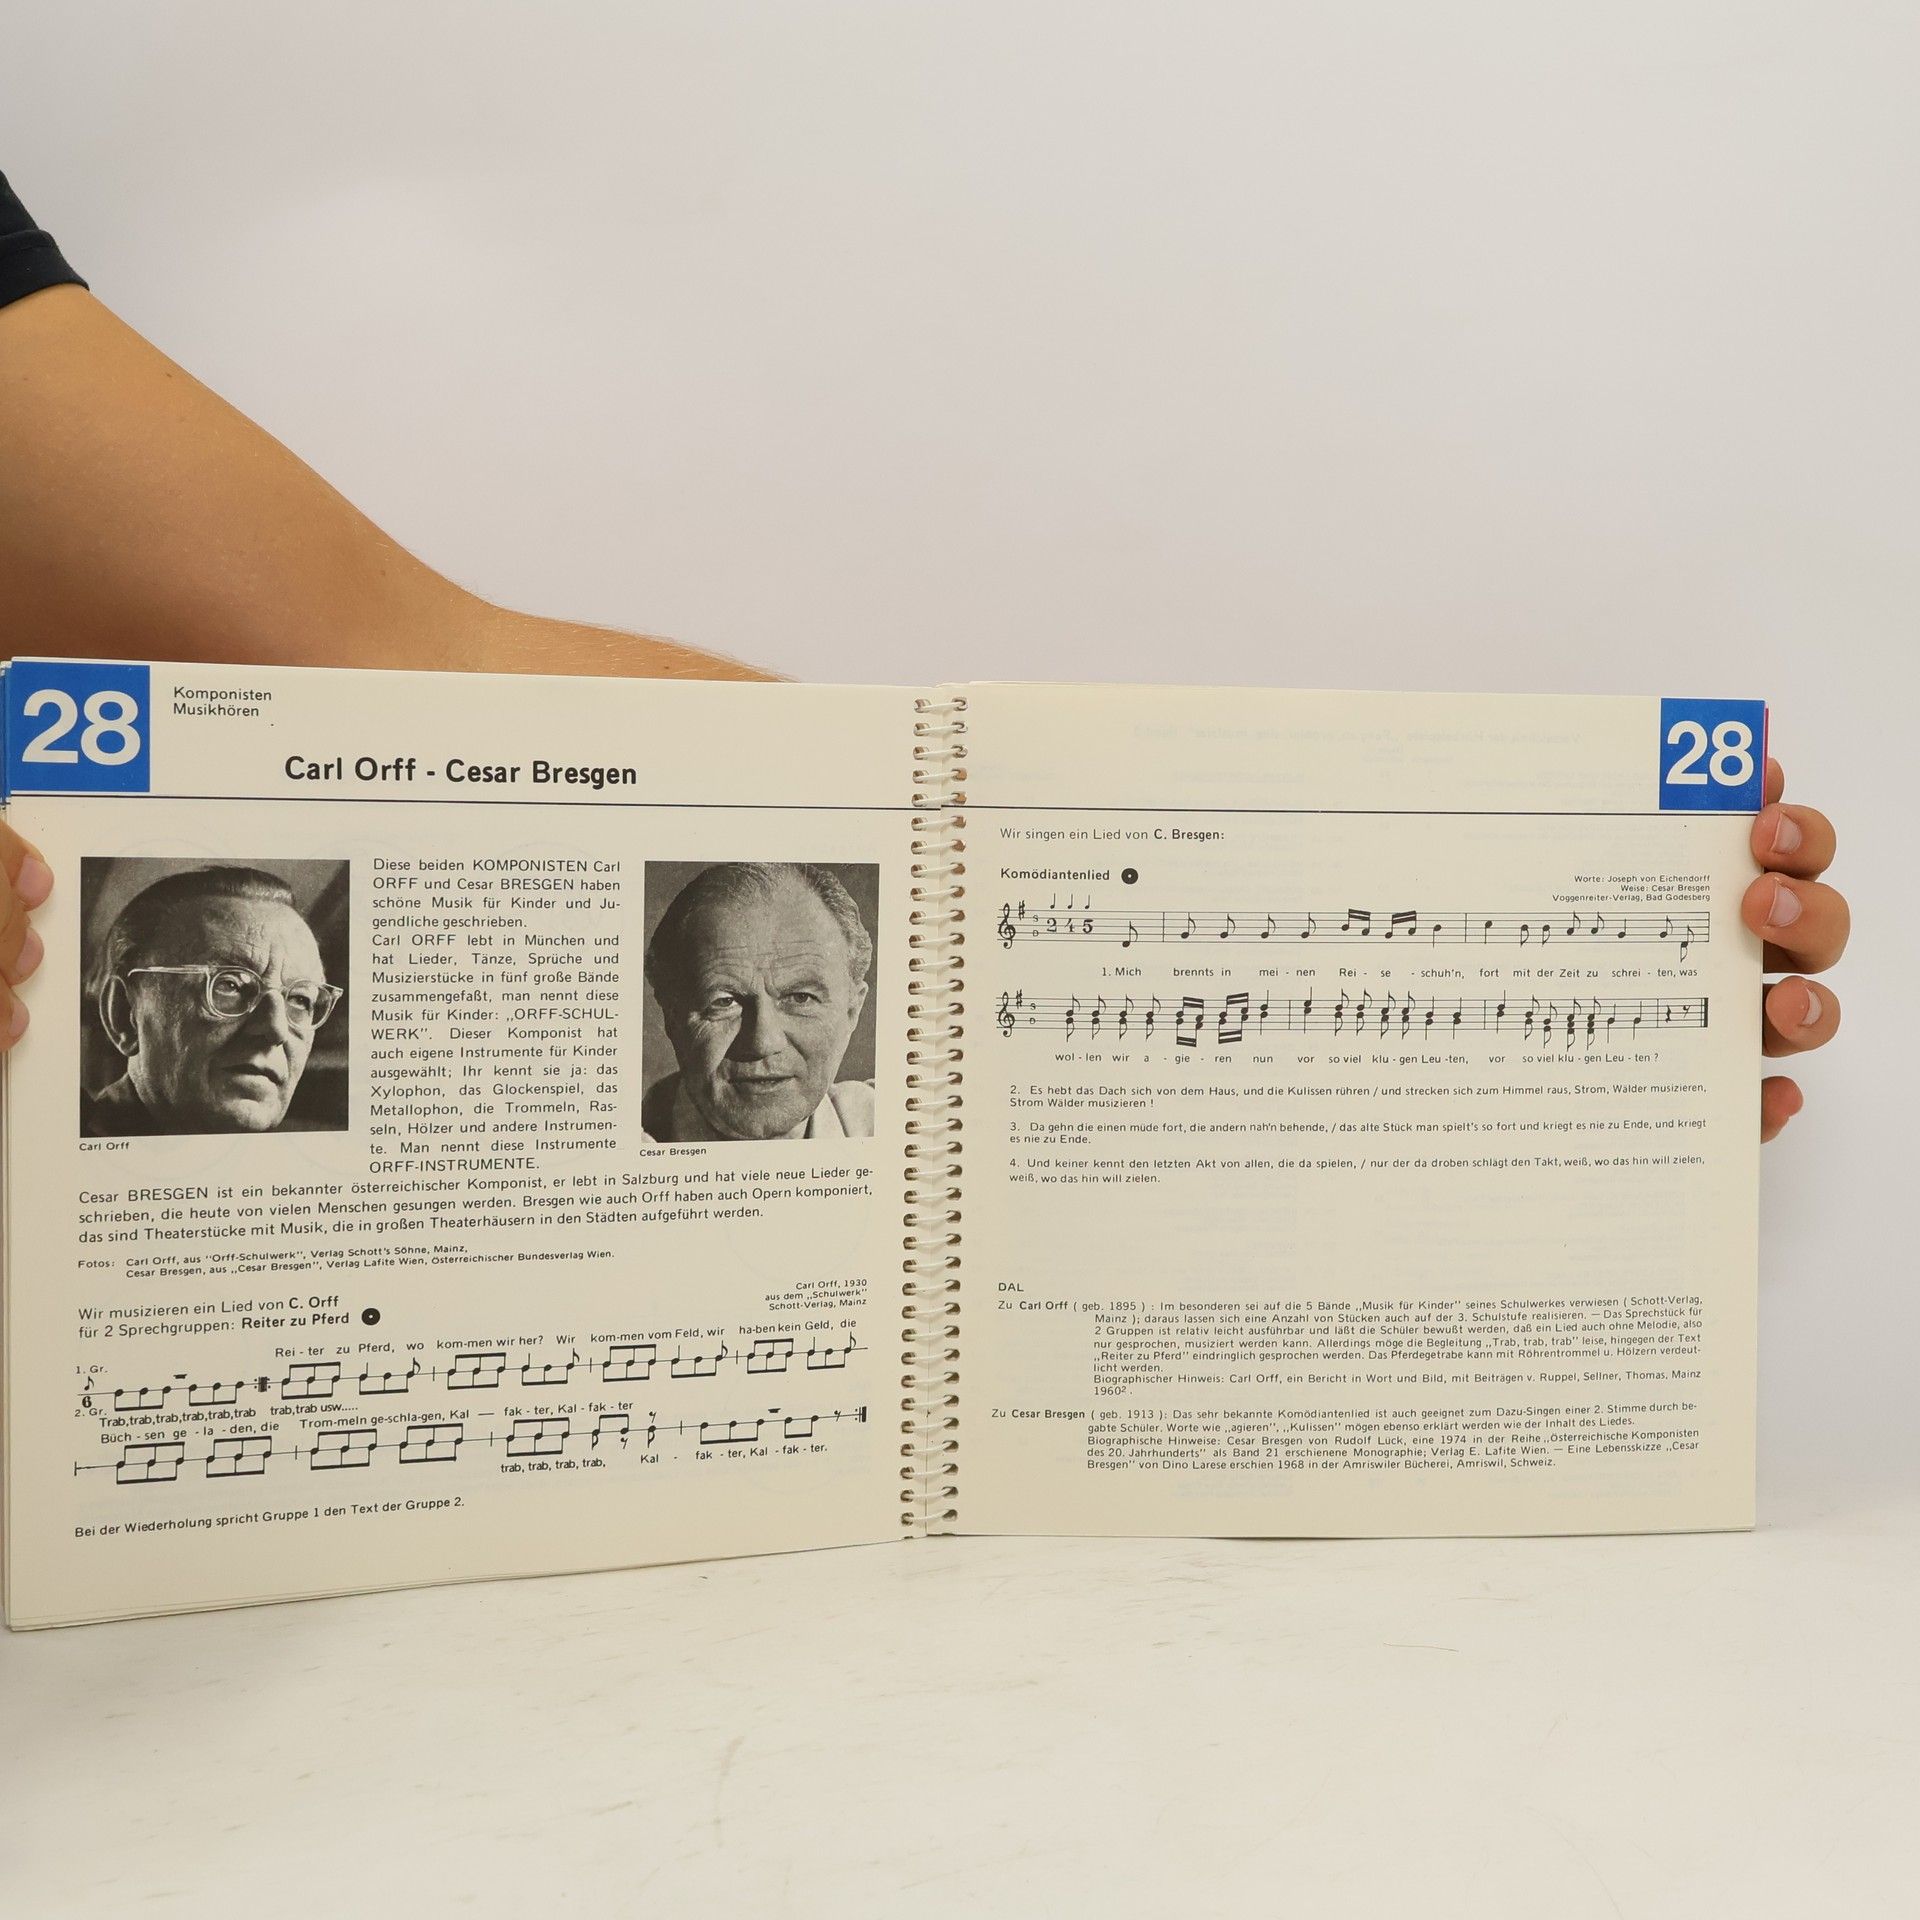 28
Komponisten
Musikhören
Carl Orff - Cesar Bresgen
Diese beiden KOMPONISTEN Carl
ORFF und Cesar BRESGEN haben
schöne Musik für Kinder und Ju-
gendliche geschrieben.
Carl ORFF lebt in München und
hat Lieder, Tänze, Sprüche und
Musizierstücke in fünf große Bände
zusammengefaßt, man nennt diese
Musik für Kinder: „ORFF-SCHUL-
WERK". Dieser Komponist hat
auch eigene Instrumente für Kinder
ausgewählt; Ihr kennt sie ja: das
Xylophon, das Glockenspiel, das
Metallophon, die Trommeln, Ras-
seln, Hölzer und andere Instrumen-
te. Man nennt diese Instrumente
ORFF-INSTRUMENTE.
Carl Orff
Cesar Bresgen
Cesar BRESGEN ist ein bekannter österreichischer Komponist, er lebt in Salzburg und hat viele neue Lieder ge-
schrieben, die heute von vielen Menschen gesungen werden. Bresgen wie auch Orff haben auch Opern komponiert,
das sind Theaterstücke mit Musik, die in großen Theaterhäusern in den Städten aufgeführt werden.
Fotos: Carl Orff, aus "Orff-Schulwerk", Verlag Schott's Söhne, Mainz,
Cesar Bresgen, aus „Cesar Bresgen", Verlag Lafite Wien, Österreichischer Bundesverlag Wien.
Carl Orff, 1930
aus dem „Schulwerk"
Schott-Verlag, Mainz
Wir musizieren ein Lied von C. Orff
für 2 Sprechgruppen: Reiter zu Pferd
Rei - ter zu Pferd, wo kom-men wir her? Wir kom-men vom Feld, wir ha-ben kein Geld, die
1. Gr.
6
2. Gr.
Trab,trab,trab,trab,trab,trab trab,trab usw.....
Büch - sen ge - la - den, die Trom-meln ge-schla-gen, Kal — fak - ter, Kal - fak - ter
trab, trab, trab, trab, Kal - fak - ter, Kal - fak - ter.
Bei der Wiederholung spricht Gruppe 1 den Text der Gruppe 2.
28
Wir singen ein Lied von C. Bresgen:
Komödiantenlied
Worte: Joseph von Eichendorff
Weise: Cesar Bresgen
Voggenreiter-Verlag, Bad Godesberg
2 4 5
1. Mich brennts in mei - nen Rei - se - schuh'n, fort mit der Zeit zu schrei - ten, was
wol - len wir a - gie - ren nun vor so viel klu - gen Leu - ten, vor so viel klu - gen Leu - ten ?
2. Es hebt das Dach sich von dem Haus, und die Kulissen rühren / und strecken sich zum Himmel raus, Strom, Wälder musizieren,
Strom Wälder musizieren !
3. Da gehn die einen müde fort, die andern nah'n behende, / das alte Stück man spielt's so fort und kriegt es nie zu Ende, und kriegt
es nie zu Ende.
4. Und keiner kennt den letzten Akt von allen, die da spielen, / nur der da droben schlägt den Takt, weiß, wo das hin will zielen,
weiß, wo das hin will zielen.
DAL
Zu Carl Orff ( geb. 1895 ) : Im besonderen sei auf die 5 Bände „Musik für Kinder" seines Schulwerkes verwiesen ( Schott-Verlag,
Mainz ); daraus lassen sich eine Anzahl von Stücken auch auf der 3. Schulstufe realisieren. — Das Sprechstück für
2 Gruppen ist relativ leicht ausführbar und läßt die Schüler bewußt werden, daß ein Lied auch ohne Melodie, also
nur gesprochen, musiziert werden kann. Allerdings möge die Begleitung „Trab, trab, trab" leise, hingegen der Text
„Reiter zu Pferd" eindringlich gesprochen werden. Das Pferdegetrabe kann mit Röhrentrommel u. Hölzern verdeut-
licht werden.
Biographischer Hinweis: Carl Orff, ein Bericht in Wort und Bild, mit Beiträgen v. Ruppel, Sellner, Thomas, Mainz
1960².
Zu Cesar Bresgen ( geb. 1913 ): Das sehr bekannte Komödiantenlied ist auch geeignet zum Dazu-Singen einer 2. Stimme durch be-
gabte Schüler. Worte wie „agieren", „Kulissen" mögen ebenso erklärt werden wie der Inhalt des Liedes.
Biographische Hinweise: Cesar Bresgen von Rudolf Lück, eine 1974 in der Reihe „Österreichische Komponisten
des 20. Jahrhunderts" als Band 21 erschienene Monographie; Verlag E. Lafite Wien. — Eine Lebensskizze „Cesar
Bresgen" von Dino Larese erschien 1968 in der Amriswiler Bücherei, Amriswil, Schweiz.